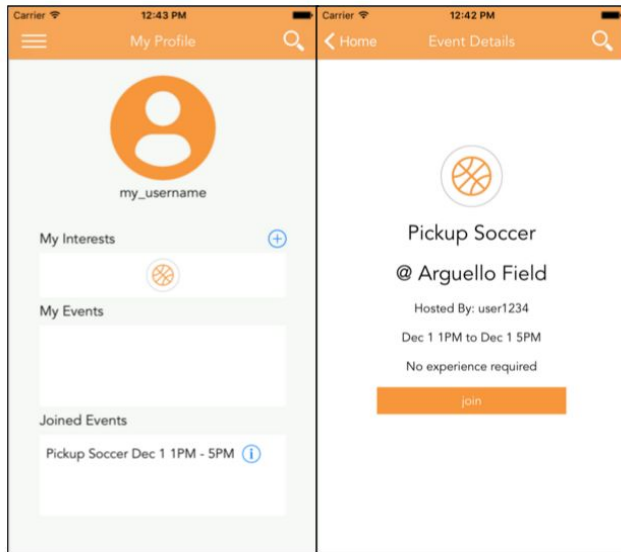 Carrier 12:43 PM
My Profile
my_username
My Interests
My Events
Joined Events
Pickup Soccer Dec 1 1PM - 5PM i
Carrier 12:42 PM
Home Event Details
Pickup Soccer
@ Arguello Field
Hosted By: user1234
Dec 1 1PM to Dec 1 5PM
No experience required
join